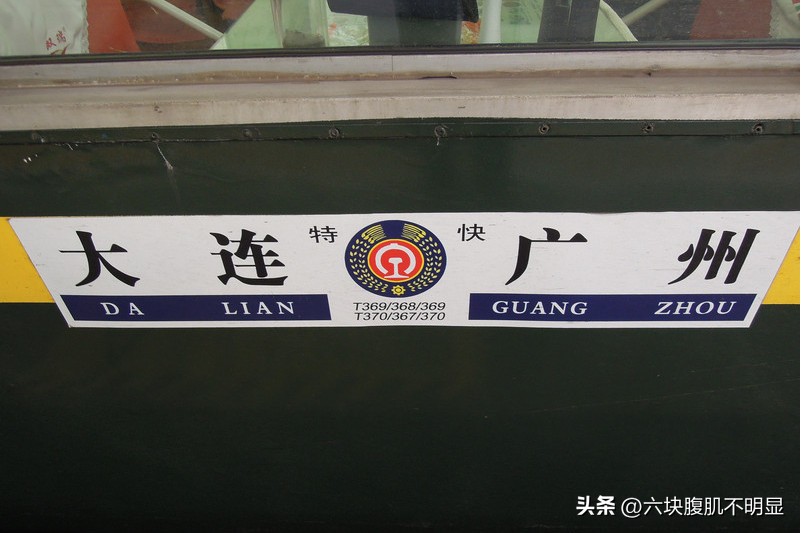 大连 特 快 广州
DA LIAN GUANG ZHOU
T369/368/369
T370/367/370
头条 @六块腹肌不明显